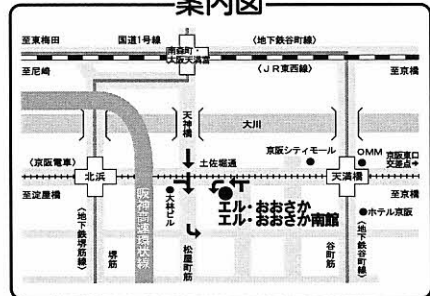 案内図
至東梅田
国道1号線
南森町・
大阪天満宮
〈地下鉄谷町線〉
至尼崎
〈JR東西線〉
至京橋
天神橋
大川
京阪シティモール
OMM
京阪東口
交差点→
〈京阪電車〉
北浜
土佐堀通
天満橋
至淀屋橋
至京橋
阪神高速環状線
大林ビル
エル・おおさか
エル・おおさか南館
ホテル京阪
〈地下鉄堺筋線〉
堺筋
松屋町筋
谷町筋
〈地下鉄谷町線〉